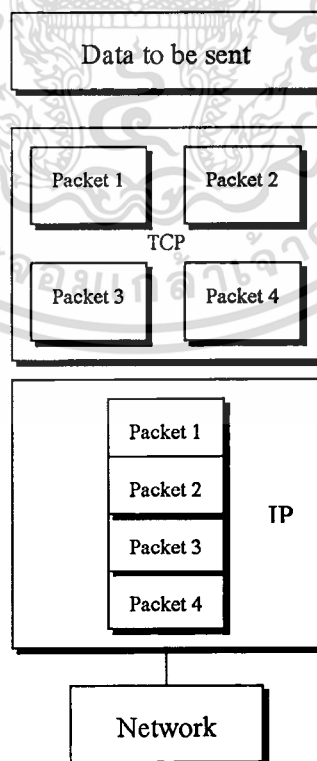 Data to be sent
Packet 1 Packet 2
TCP
Packet 3 Packet 4
Packet 1
Packet 2
IP
Packet 3
Packet 4
Network